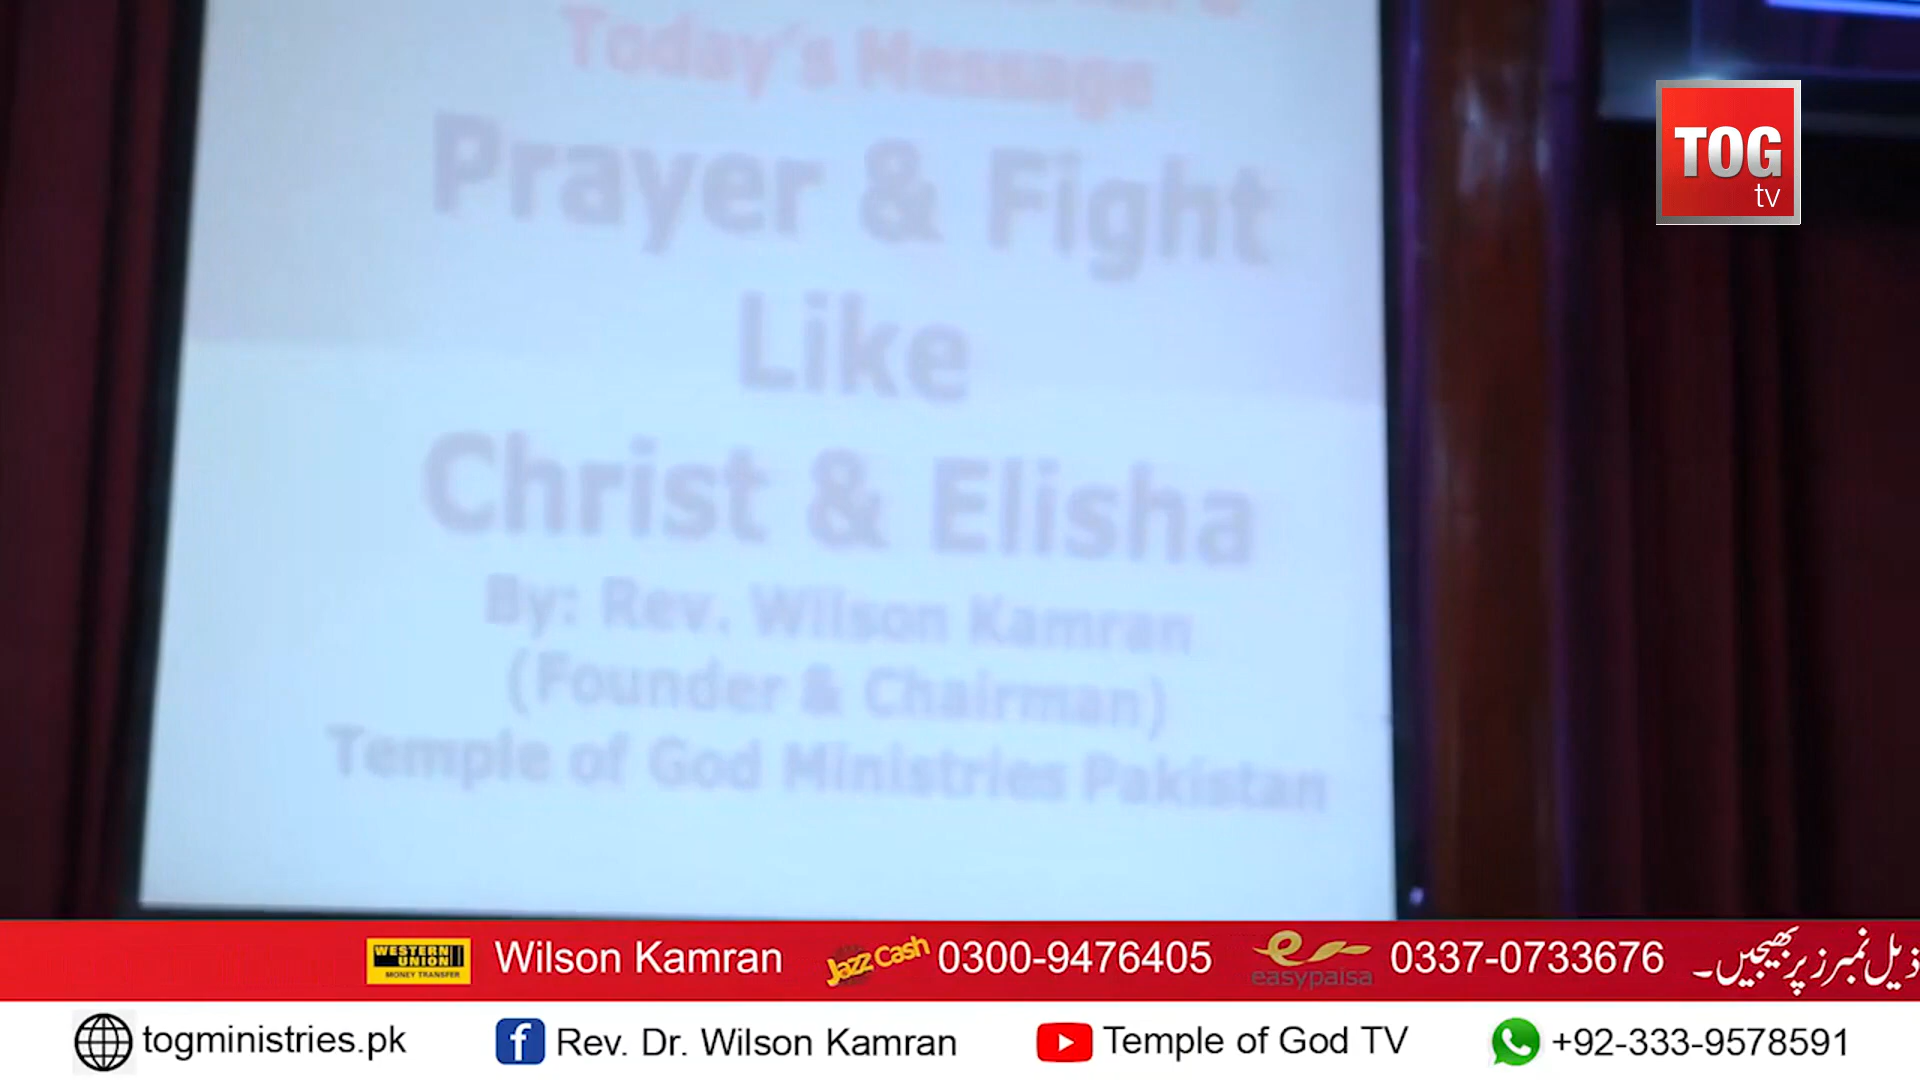 Today's Message
Prayer & Fight
Like
Christ & Elisha
By: Rev. Wilson Kamran
(Founder & Chairman)
Temple of God Ministries Pakistan
TOG
tv
WESTERN
UNION
MONEY TRANSFER
Wilson Kamran
Jazz Cash
0300-9476405
easypaisa
0337-0733676
ذیل نمبرز پر بھیجیں۔
togministries.pk
Rev. Dr. Wilson Kamran
Temple of God TV
+92-333-9578591